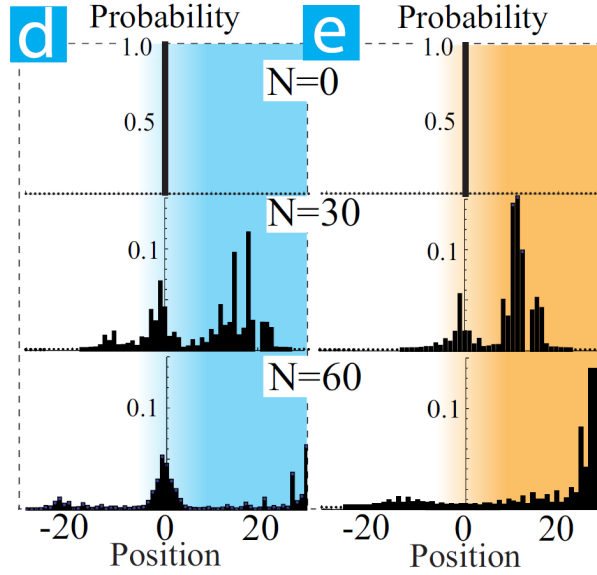 d
Probability
1.0
N=0
0.5
N=30
0.1
N=60
0.1
-20 0 20
Position
e
Probability
1.0
0.5
0.1
0.1
-20 0 20
Position